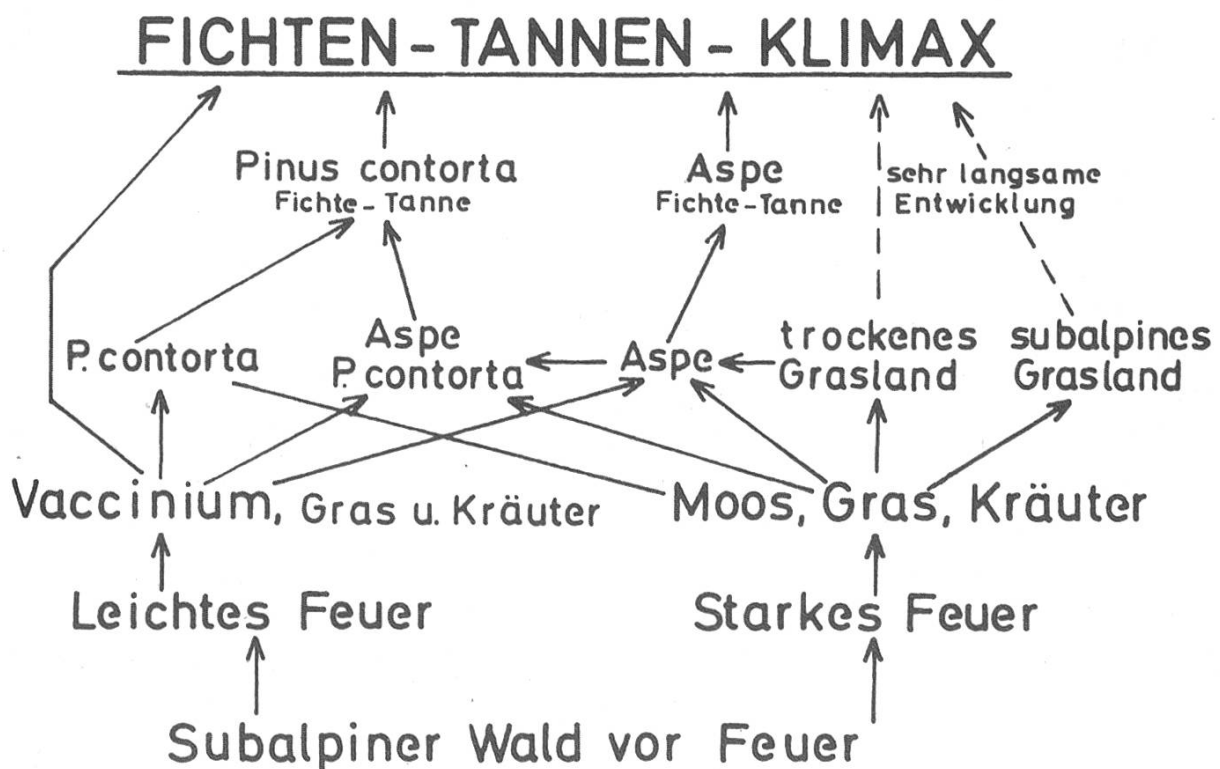 FICHTEN - TANNEN - KLIMAX
Pinus contorta
Fichte - Tanne
Aspe
Fichte-Tanne
sehr langsame
Entwicklung
P. contorta
Aspe
P. contorta
Aspe
trockenes
Grasland
subalpines
Grasland
Vaccinium, Gras u. Kräuter
Moos, Gras, Kräuter
Leichtes Feuer
Starkes Feuer
Subalpiner Wald vor Feuer